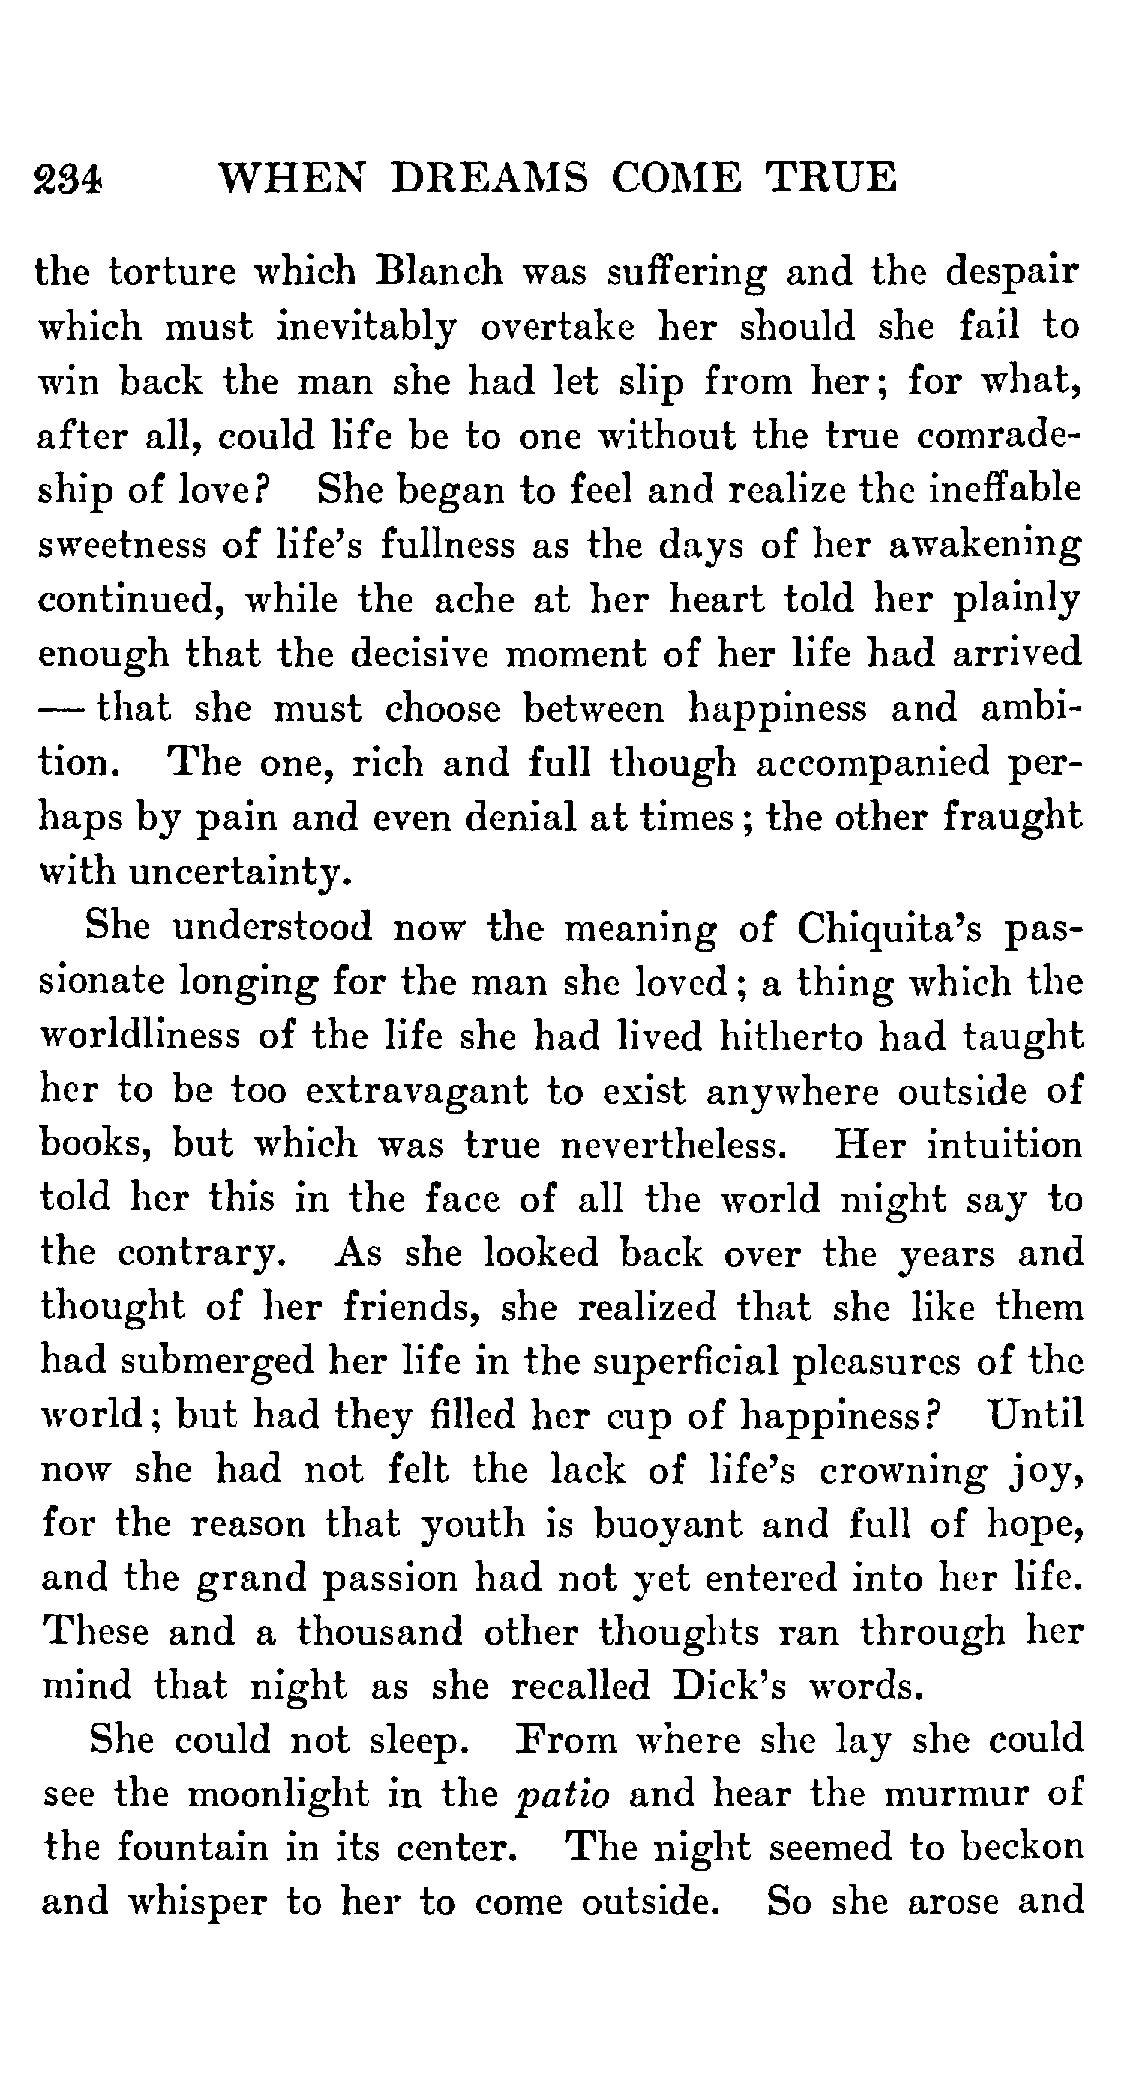 234 WHEN DREAMS COME TRUE
the torture which Blanch was suffering and the despair
which must inevitably overtake her should she fail to
win back the man she had let slip from her; for what,
after all, could life be to one without the true comrade-
ship of love? She began to feel and realize the ineffable
sweetness of life's fullness as the days of her awakening
continued, while the ache at her heart told her plainly
enough that the decisive moment of her life had arrived
— that she must choose between happiness and ambi-
tion. The one, rich and full though accompanied per-
haps by pain and even denial at times; the other fraught
with uncertainty.
She understood now the meaning of Chiquita's pas-
sionate longing for the man she loved; a thing which the
worldliness of the life she had lived hitherto had taught
her to be too extravagant to exist anywhere outside of
books, but which was true nevertheless. Her intuition
told her this in the face of all the world might say to
the contrary. As she looked back over the years and
thought of her friends, she realized that she like them
had submerged her life in the superficial pleasures of the
world; but had they filled her cup of happiness? Until
now she had not felt the lack of life's crowning joy,
for the reason that youth is buoyant and full of hope,
and the grand passion had not yet entered into her life.
These and a thousand other thoughts ran through her
mind that night as she recalled Dick's words.
She could not sleep. From where she lay she could
see the moonlight in the patio and hear the murmur of
the fountain in its center. The night seemed to beckon
and whisper to her to come outside. So she arose and